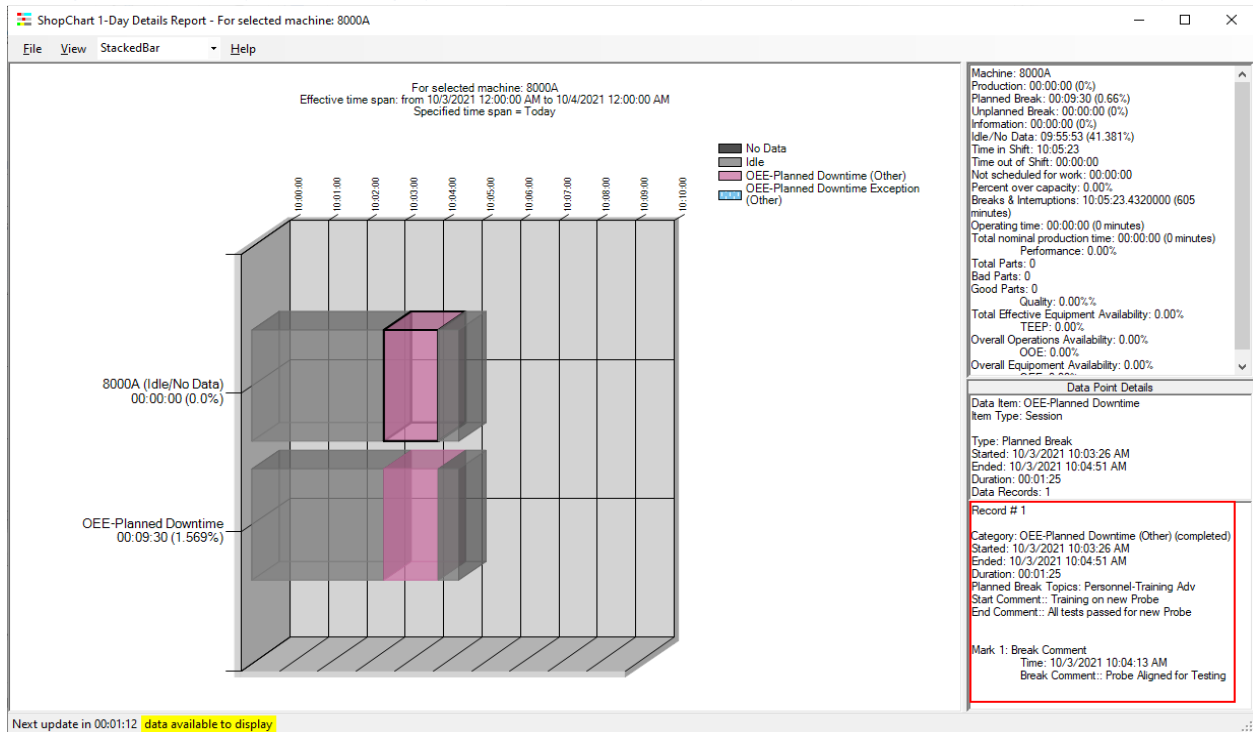 ShopChart 1-Day Details Report - For selected machine: 8000A
File View StackedBar Help
For selected machine: 8000A
Effective time span: from 10/3/2021 12:00:00 AM to 10/4/2021 12:00:00 AM
Specified time span = Today
No Data
Idle
OEE-Planned Downtime (Other)
OEE-Planned Downtime Exception
(Other)
10:00:00
10:01:00
10:02:00
10:03:00
10:04:00
10:05:00
10:06:00
10:07:00
10:08:00
10:09:00
10:10:00
8000A (Idle/No Data)
00:00:00 (0.0%)
OEE-Planned Downtime
00:09:30 (1.569%)
Machine: 8000A
Production: 00:00:00 (0%)
Planned Break: 00:09:30 (0.66%)
Unplanned Break: 00:00:00 (0%)
Information: 00:00:00 (0%)
Idle/No Data: 09:55:53 (41.381%)
Time in Shift: 10:05:23
Time out of Shift: 00:00:00
Not scheduled for work: 00:00:00
Percent over capacity: 0.00%
Breaks & Interruptions: 10:05:23.4320000 (605
minutes)
Operating time: 00:00:00 (0 minutes)
Total nominal production time: 00:00:00 (0 minutes)
Performance: 0.00%
Total Parts: 0
Bad Parts: 0
Good Parts: 0
Quality: 0.00%%
Total Effective Equipment Availability: 0.00%
TEEP: 0.00%
Overall Operations Availability: 0.00%
OOE: 0.00%
Overall Equipoment Availability: 0.00%
OEE: 0.00%
Data Point Details
Data Item: OEE-Planned Downtime
Item Type: Session
Type: Planned Break
Started: 10/3/2021 10:03:26 AM
Ended: 10/3/2021 10:04:51 AM
Duration: 00:01:25
Data Records: 1
Record # 1
Category: OEE-Planned Downtime (Other) (completed)
Started: 10/3/2021 10:03:26 AM
Ended: 10/3/2021 10:04:51 AM
Duration: 00:01:25
Planned Break Topics: Personnel-Training Adv
Start Comment:: Training on new Probe
End Comment:: All tests passed for new Probe
Mark 1: Break Comment
Time: 10/3/2021 10:04:13 AM
Break Comment:: Probe Aligned for Testing
Next update in 00:01:12 data available to display